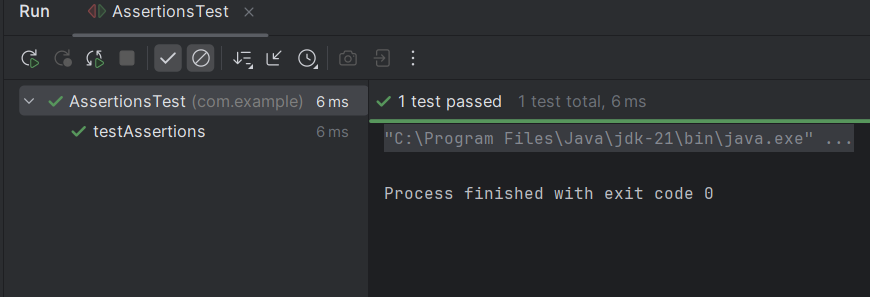 Run AssertionsTest
AssertionsTest (com.example) 6 ms
testAssertions 6 ms
1 test passed 1 test total, 6 ms
"C:\Program Files\Java\jdk-21\bin\java.exe" ...
Process finished with exit code 0